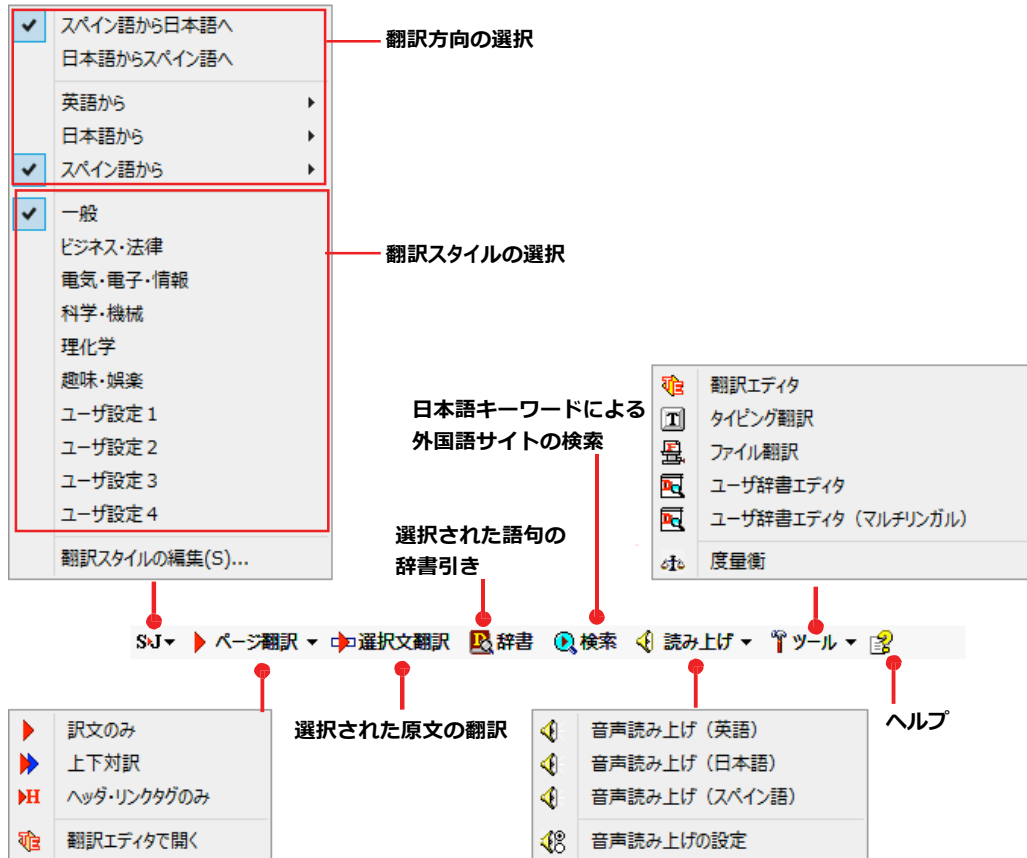 スペイン語から日本語へ
日本語からスペイン語へ
英語から
日本語から
スペイン語から
翻訳方向の選択
一般
ビジネス・法律
電気・電子・情報
科学・機械
理化学
趣味・娯楽
ユーザ設定 1
ユーザ設定 2
ユーザ設定 3
ユーザ設定 4
翻訳スタイルの編集(S)...
翻訳スタイルの選択
日本語キーワードによる
外国語サイトの検索
選択された語句の
辞書引き
翻訳エディタ
タイピング翻訳
ファイル翻訳
ユーザ辞書エディタ
ユーザ辞書エディタ（マルチリンガル）
度量衡
S›J ページ翻訳 選択文翻訳 辞書 検索 読み上げ ツール
訳文のみ
上下対訳
ヘッダ・リンクタグのみ
翻訳エディタで開く
選択された原文の翻訳
音声読み上げ（英語）
音声読み上げ（日本語）
音声読み上げ（スペイン語）
音声読み上げの設定
ヘルプ